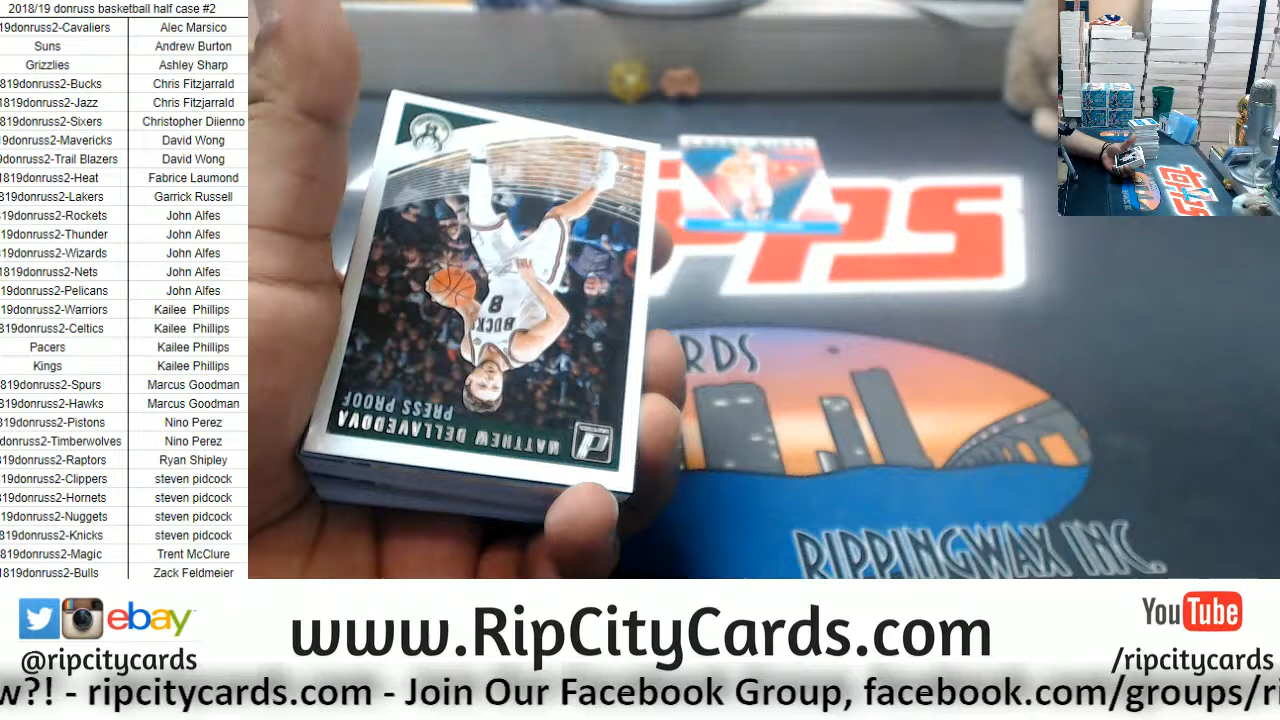 2018/19 donruss basketball half case #2
19donruss2-Cavaliers Alec Marsico
Suns Andrew Burton
Grizzlies Ashley Sharp
1819donruss2-Bucks Chris Fitzjarrald
1819donruss2-Jazz Chris Fitzjarrald
819donruss2-Sixers Christopher Diienno
9donruss2-Mavericks David Wong
donruss2-Trail Blazers David Wong
819donruss2-Heat Fabrice Laumond
19donruss2-Lakers Garrick Russell
19donruss2-Rockets John Alfes
19donruss2-Thunder John Alfes
19donruss2-Wizards John Alfes
819donruss2-Nets John Alfes
19donruss2-Pelicans John Alfes
19donruss2-Warriors Kailee Phillips
819donruss2-Celtics Kailee Phillips
Pacers Kailee Phillips
Kings Kailee Phillips
819donruss2-Spurs Marcus Goodman
819donruss2-Hawks Marcus Goodman
19donruss2-Pistons Nino Perez
donruss2-Timberwolves Nino Perez
19donruss2-Raptors Ryan Shipley
819donruss2-Clippers steven pidcock
19donruss2-Hornets steven pidcock
19donruss2-Nuggets steven pidcock
819donruss2-Knicks steven pidcock
819donruss2-Magic Trent McClure
1819donruss2-Bulls Zack Feldmeier
MATTHEW DELLAVEDOVA
PRESS PROOF
BUCKS
8
RDS
RIPPINGWAX INC.
ebay
@ripcitycards
www.RipCityCards.com
YouTube
/ripcitycards
w?! - ripcitycards.com - Join Our Facebook Group, facebook.com/groups/ri